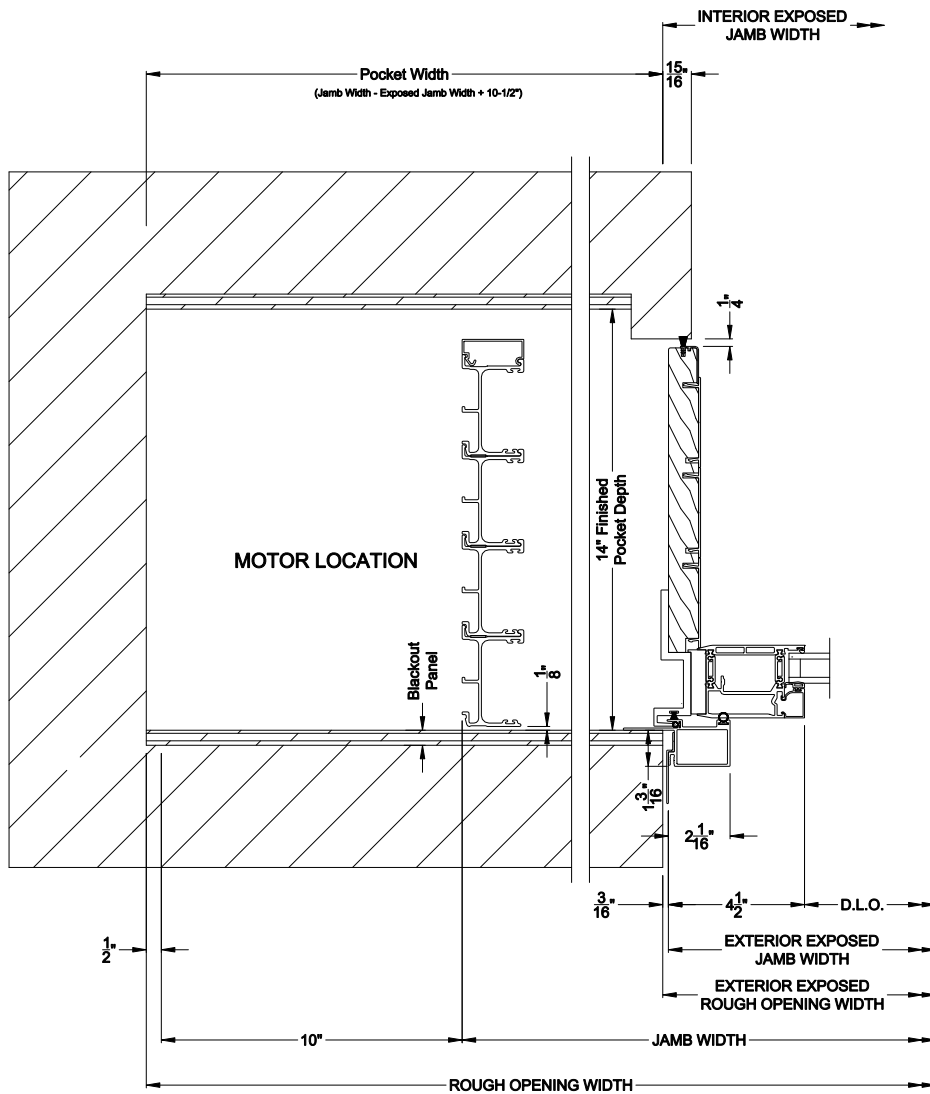 INTERIOR EXPOSED
JAMB WIDTH
Pocket Width
(Jamb Width - Exposed Jamb Width + 10-1/2")
15/16"
1/4"
14" Finished
Pocket Depth
MOTOR LOCATION
Blackout
Panel
1/8"
1 3/16"
2 1/16"
3/16"
4 1/2"
D.L.O.
1/2"
EXTERIOR EXPOSED
JAMB WIDTH
EXTERIOR EXPOSED
ROUGH OPENING WIDTH
10"
JAMB WIDTH
ROUGH OPENING WIDTH